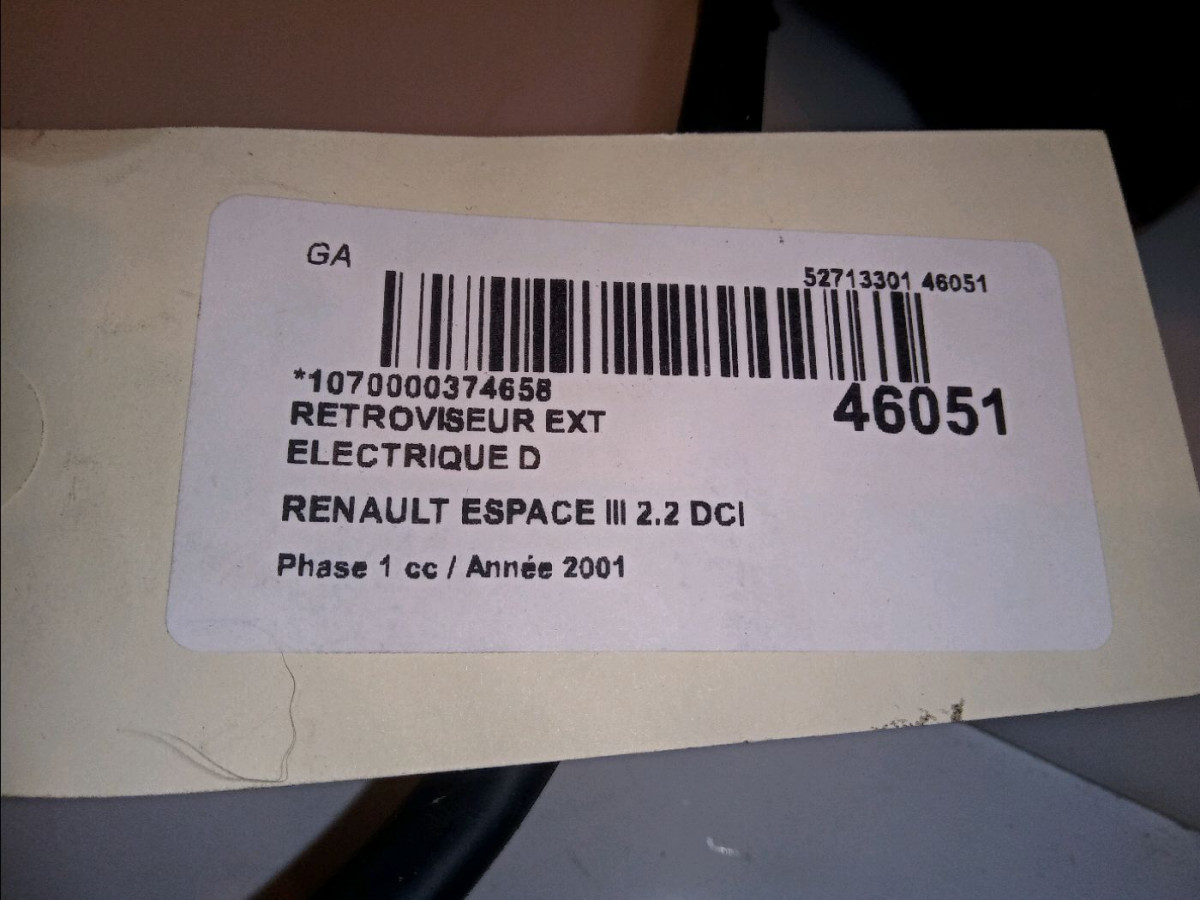 GA
52713301 46051
*1070000374658
46051
RETROVISEUR EXT
ELECTRIQUE D
RENAULT ESPACE III 2.2 DCI
Phase 1 cc / Année 2001